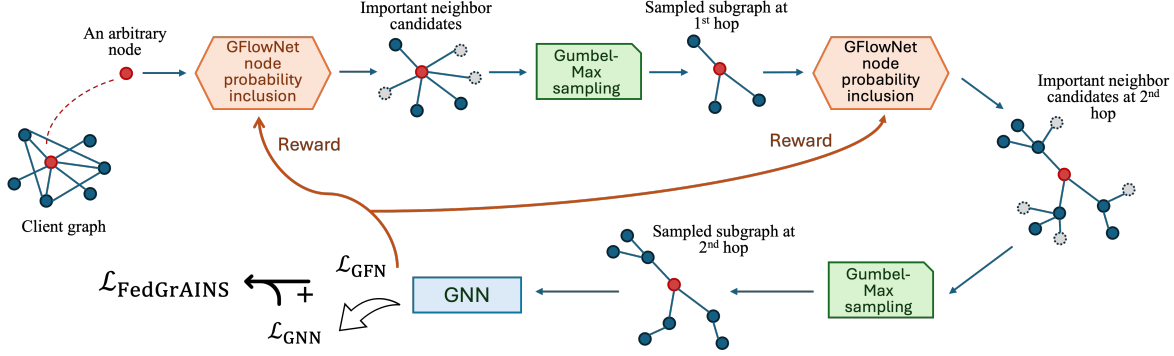 An arbitrary
node
GFlowNet
node
probability
inclusion
Important neighbor
candidates
Gumbel-
Max
sampling
Sampled subgraph at
1st hop
GFlowNet
node
probability
inclusion
Important neighbor
candidates at 2nd
hop
Client graph
Reward
Reward
Sampled subgraph at
2nd hop
Gumbel-
Max
sampling
GNN
ℒGFN
ℒFedGrAINS
+
ℒGNN